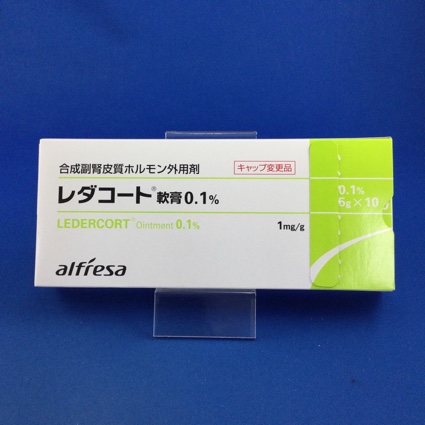 合成副腎皮質ホルモン外用剤
キャップ変更品
レダコート®軟膏0.1%
LEDERCORT® Ointment 0.1%
1mg/g
0.1%
5g×10
alfresa